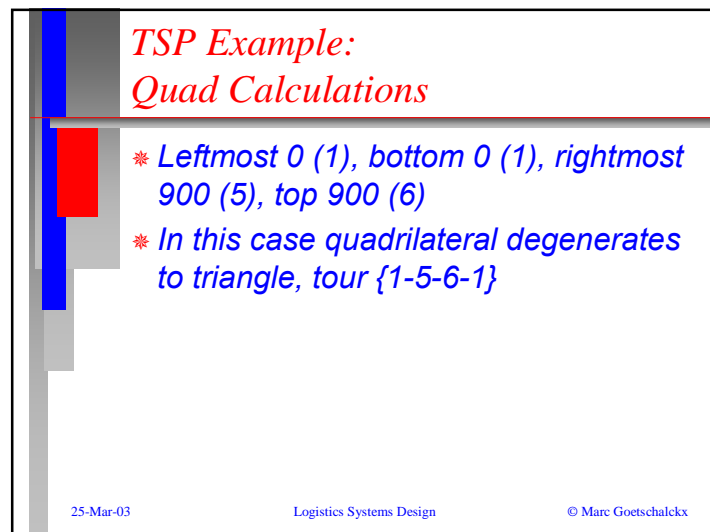 TSP Example:
Quad Calculations
✵ Leftmost 0 (1), bottom 0 (1), rightmost
900 (5), top 900 (6)
✵ In this case quadrilateral degenerates
to triangle, tour {1-5-6-1}
25-Mar-03 Logistics Systems Design © Marc Goetschalckx